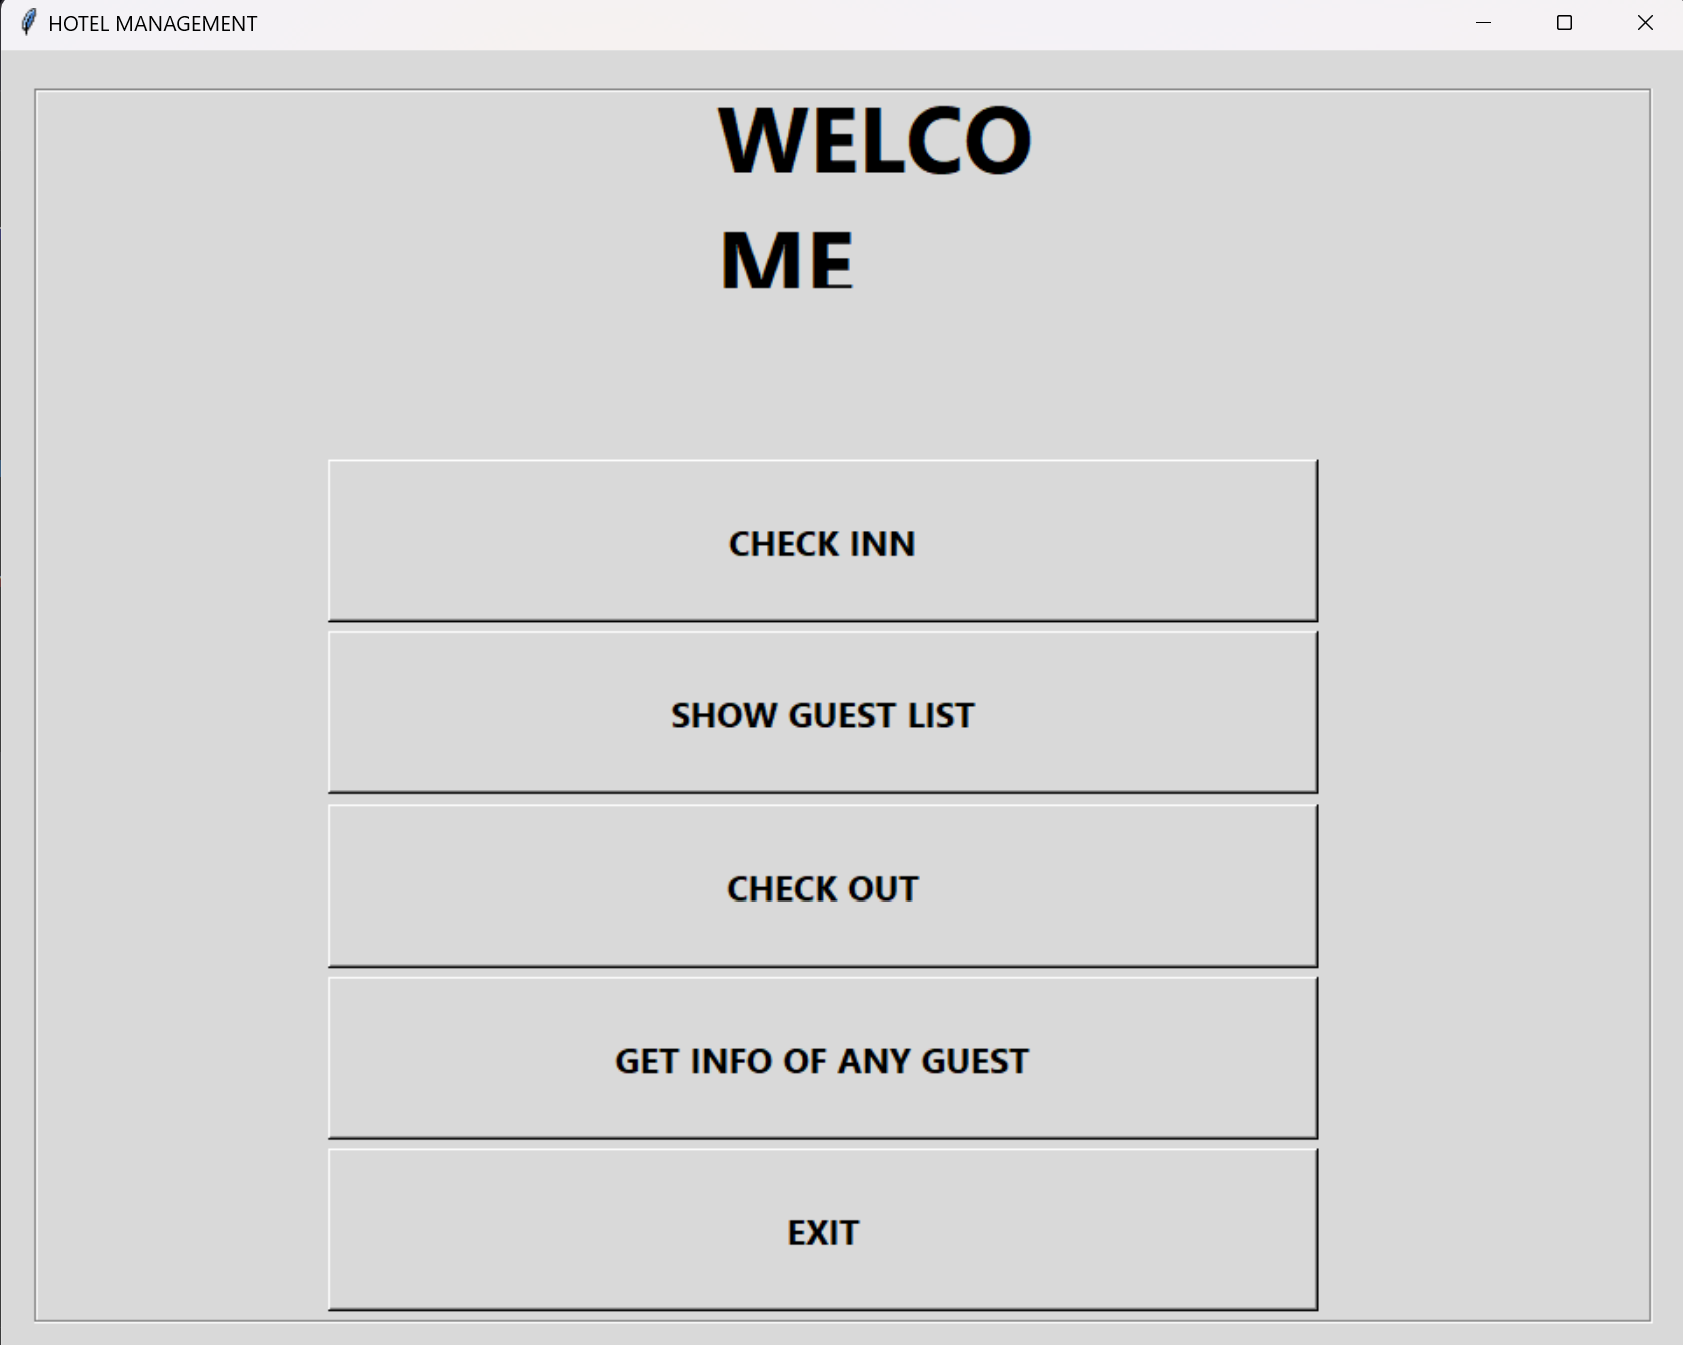 HOTEL MANAGEMENT
WELCO
ME
CHECK INN
SHOW GUEST LIST
CHECK OUT
GET INFO OF ANY GUEST
EXIT